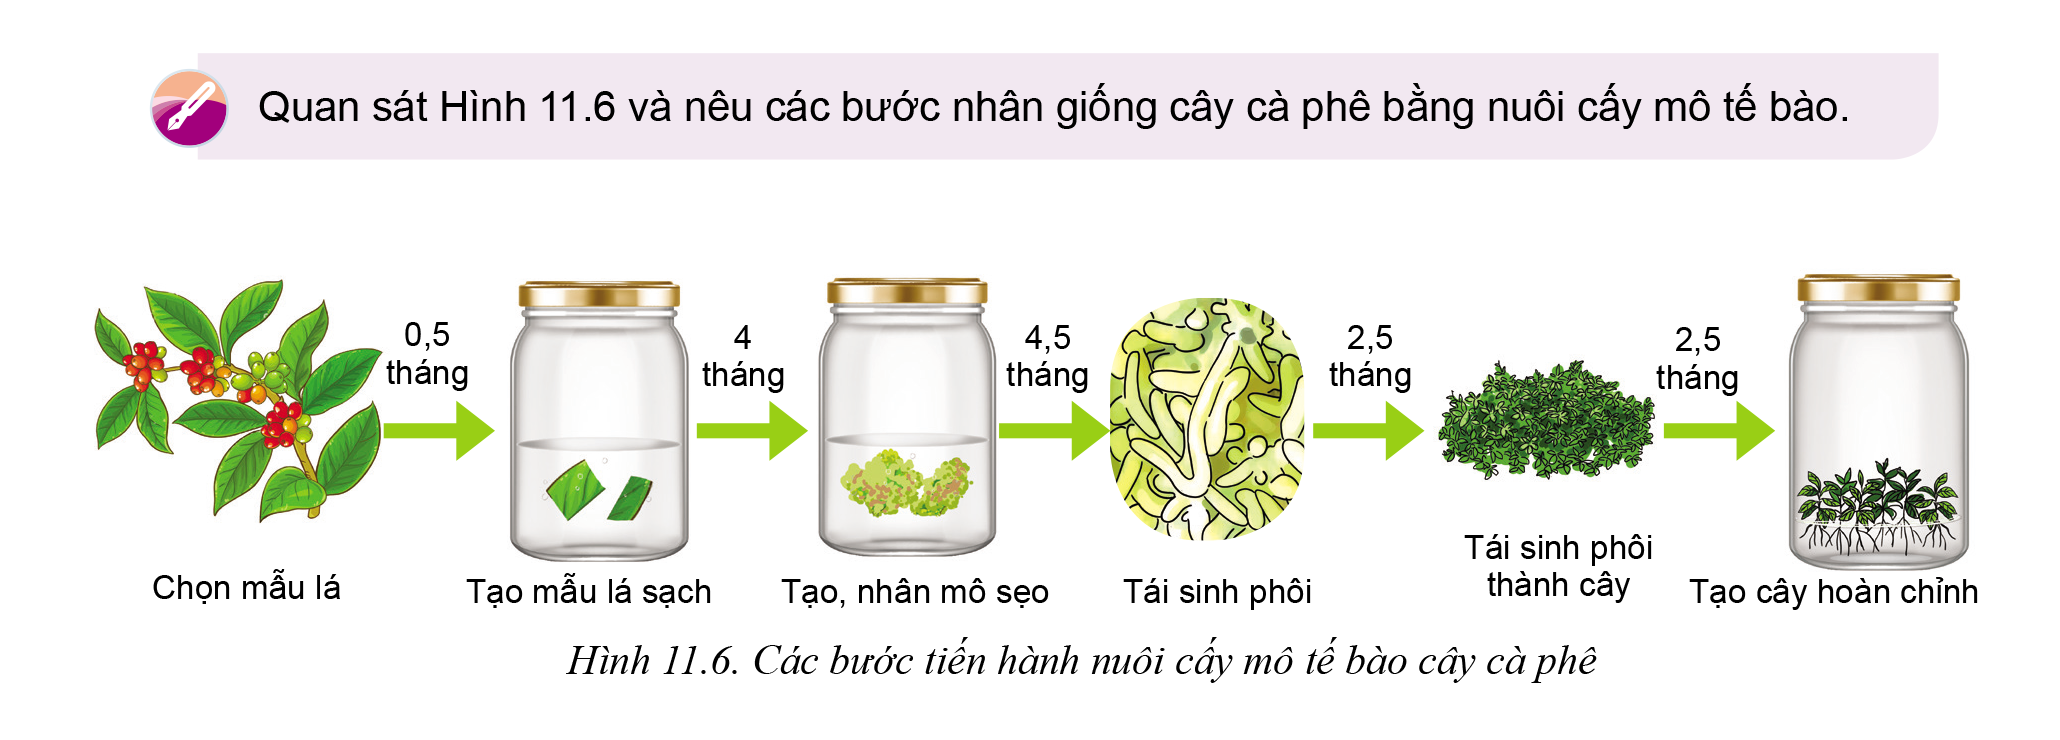 Quan sát Hình 11.6 và nêu các bước nhân giống cây cà phê bằng nuôi cấy mô tế bào.
0,5
tháng
4
tháng
4,5
tháng
2,5
tháng
2,5
tháng
Chọn mẫu lá
Tạo mẫu lá sạch
Tạo, nhân mô sẹo
Tái sinh phôi
Tái sinh phôi
thành cây
Tạo cây hoàn chỉnh
Hình 11.6. Các bước tiến hành nuôi cấy mô tế bào cây cà phê